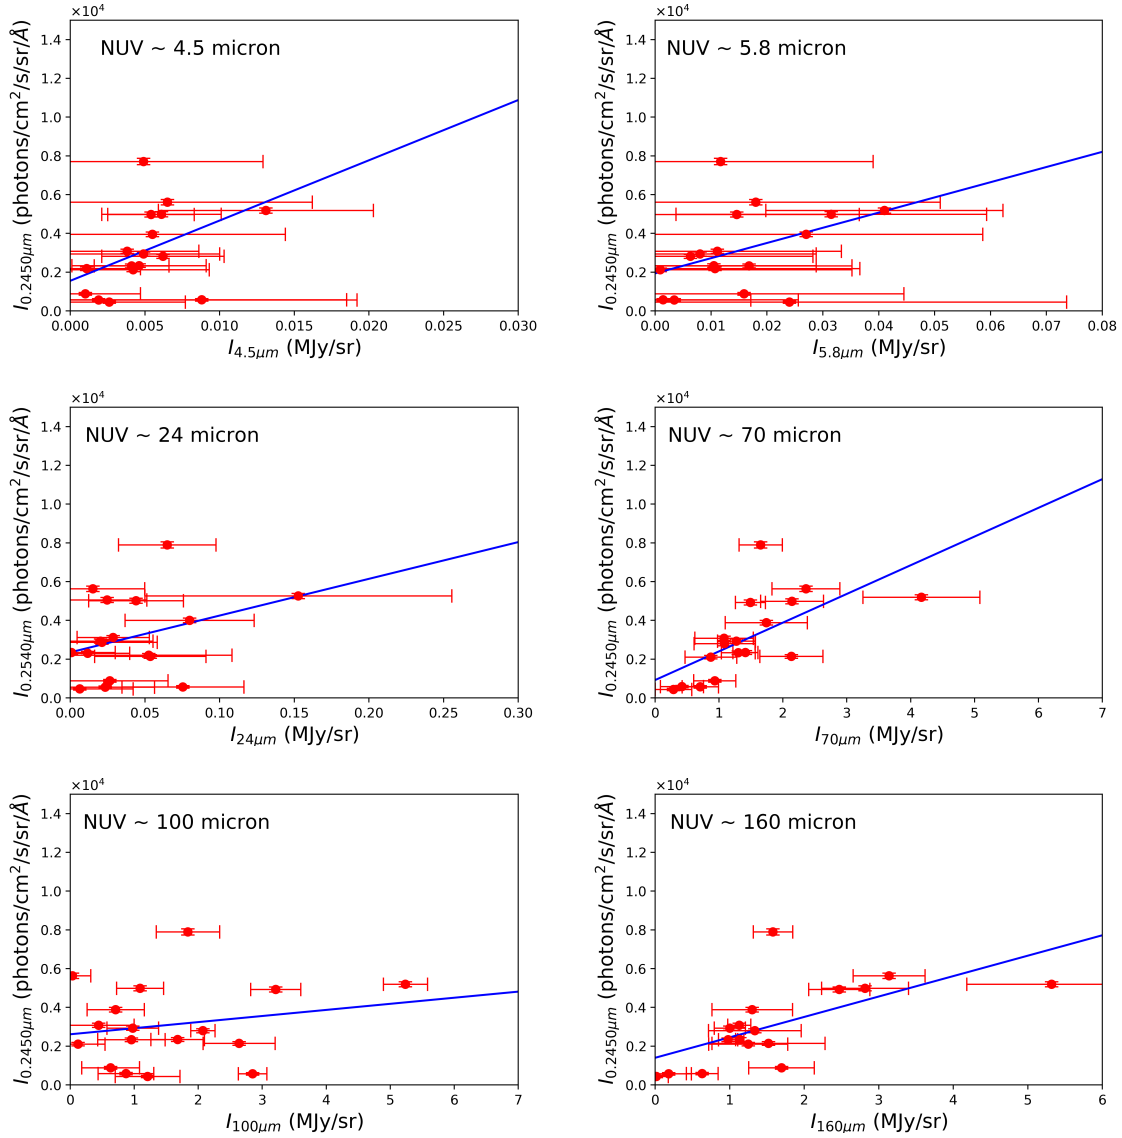 ×10⁴
NUV ~ 4.5 micron
I0.2450μm (photons/cm²/s/sr/Å)
1.4
1.2
1.0
0.8
0.6
0.4
0.2
0.0
0.000 0.005 0.010 0.015 0.020 0.025 0.030
I4.5μm (MJy/sr)
×10⁴
NUV ~ 5.8 micron
I0.2450μm (photons/cm²/s/sr/Å)
1.4
1.2
1.0
0.8
0.6
0.4
0.2
0.0
0.00 0.01 0.02 0.03 0.04 0.05 0.06 0.07 0.08
I5.8μm (MJy/sr)
×10⁴
NUV ~ 24 micron
I0.2540μm (photons/cm²/s/sr/Å)
1.4
1.2
1.0
0.8
0.6
0.4
0.2
0.0
0.00 0.05 0.10 0.15 0.20 0.25 0.30
I24μm (MJy/sr)
×10⁴
NUV ~ 70 micron
I0.2450μm (photons/cm²/s/sr/Å)
1.4
1.2
1.0
0.8
0.6
0.4
0.2
0.0
0 1 2 3 4 5 6 7
I70μm (MJy/sr)
×10⁴
NUV ~ 100 micron
I0.2450μm (photons/cm²/s/sr/Å)
1.4
1.2
1.0
0.8
0.6
0.4
0.2
0.0
0 1 2 3 4 5 6 7
I100μm (MJy/sr)
×10⁴
NUV ~ 160 micron
I0.2450μm (photons/cm²/s/sr/Å)
1.4
1.2
1.0
0.8
0.6
0.4
0.2
0.0
0 1 2 3 4 5 6
I160μm (MJy/sr)